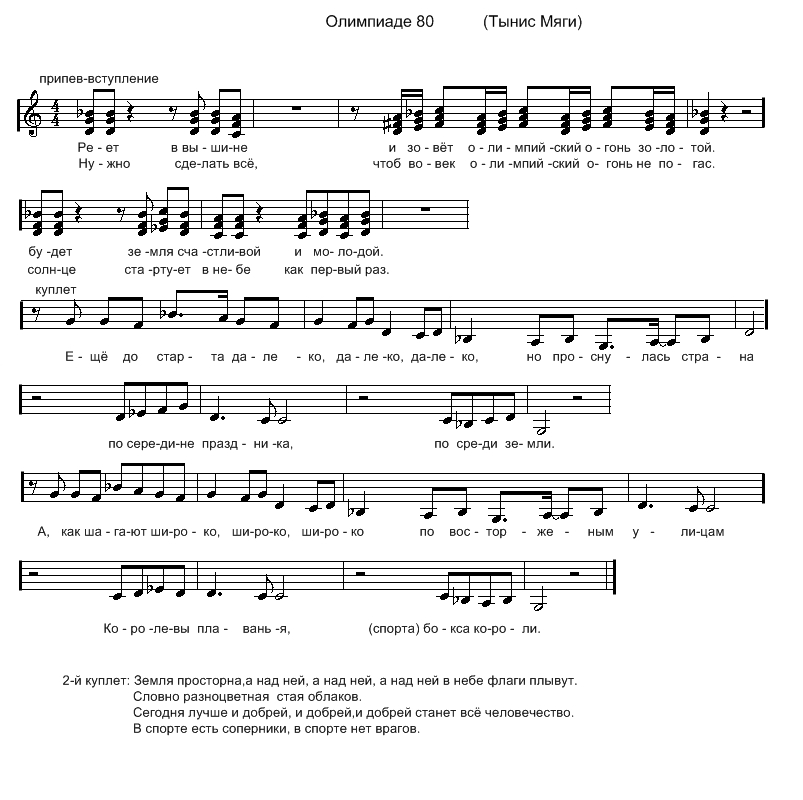 Олимпиаде 80 (Тынис Мяги)
припев-вступление
4
4
Ре - ет в вы - ши-не и зо-вёт о - ли - мпий -ский о-гонь зо -ло - той.
Ну - жно сде-лать всё, чтоб во-век о - ли -мпий -ский о- гонь не по - гас.
бу -дет зе -мля сча -стли-вой и мо- ло-дой.
солн-це ста -рту-ет в не-бе как первый раз.
куплет
Е - щё до стар - та да- ле - ко, да-ле -ко, да-ле- ко, но про-сну - лась стра - на
по сере-ди-не празд - ни -ка, по сре-ди зе- мли.
А, как ша - га-ют ши-ро- ко, ши-ро-ко, ши-ро-ко по вос - тор - же - ным у - ли-цам
Ко - ро -ле-вы пла - вань -я, (спорта) бо - кса ко-ро - ли.
2-й куплет: Земля просторна,а над ней, а над ней, а над ней в небе флаги плывут.
Словно разноцветная стая облаков.
Сегодня лучше и добрей, и добрей,и добрей станет всё человечество.
В спорте есть соперники, в спорте нет врагов.